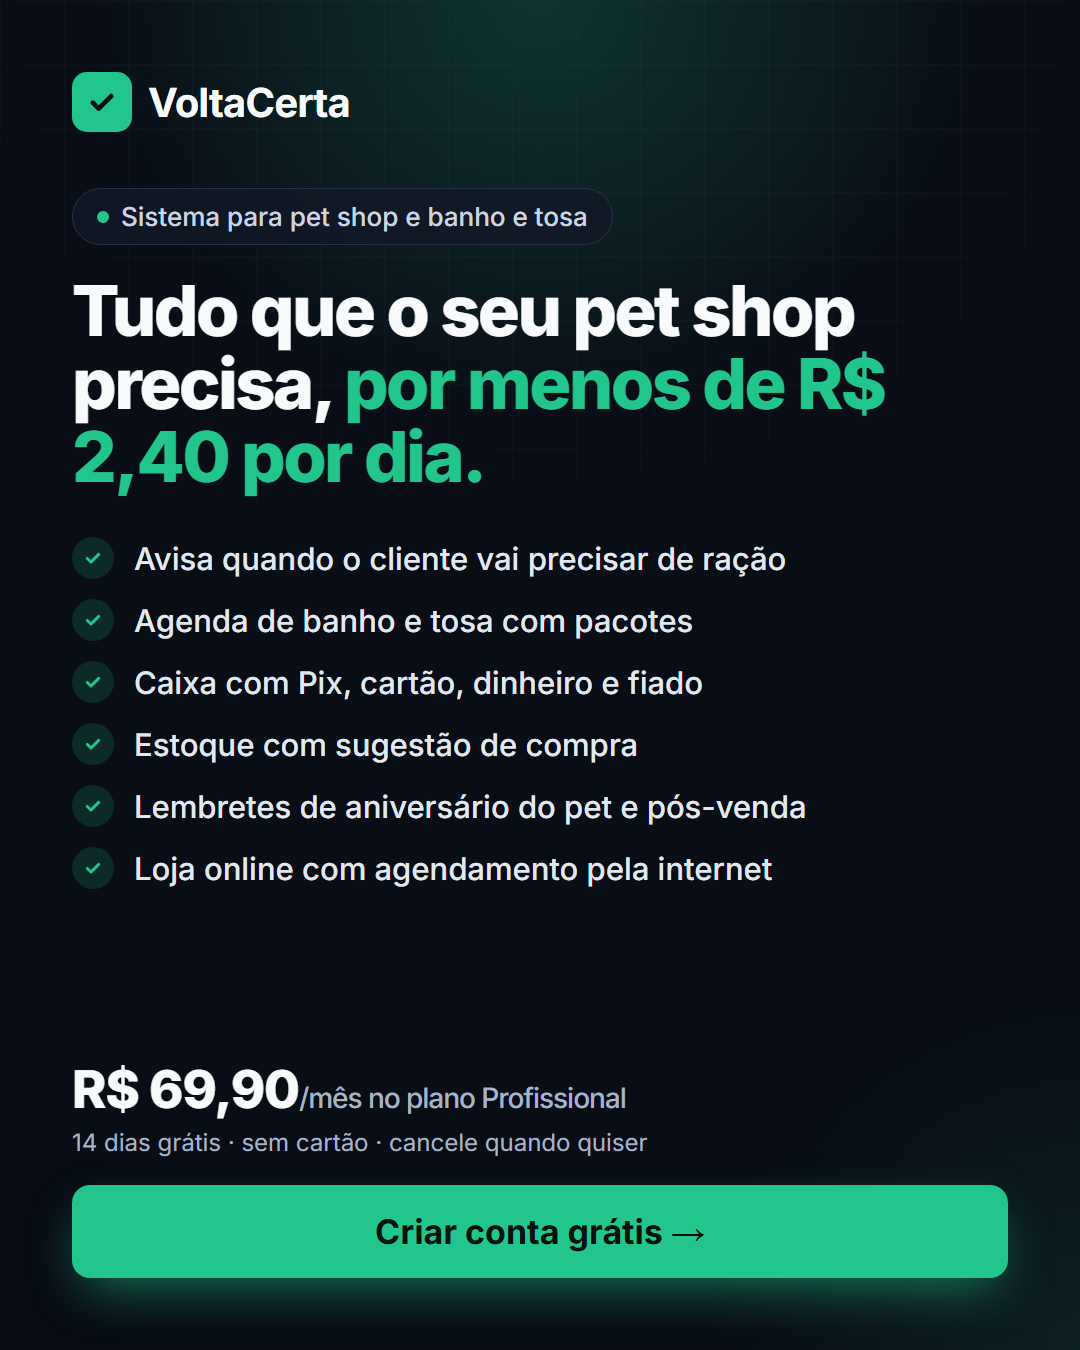 VoltaCerta
Sistema para pet shop e banho e tosa
Tudo que o seu pet shop
precisa, por menos de R$
2,40 por dia.
Avisa quando o cliente vai precisar de ração
Agenda de banho e tosa com pacotes
Caixa com Pix, cartão, dinheiro e fiado
Estoque com sugestão de compra
Lembretes de aniversário do pet e pós-venda
Loja online com agendamento pela internet
R$ 69,90/mês no plano Profissional
14 dias grátis · sem cartão · cancele quando quiser
Criar conta grátis →